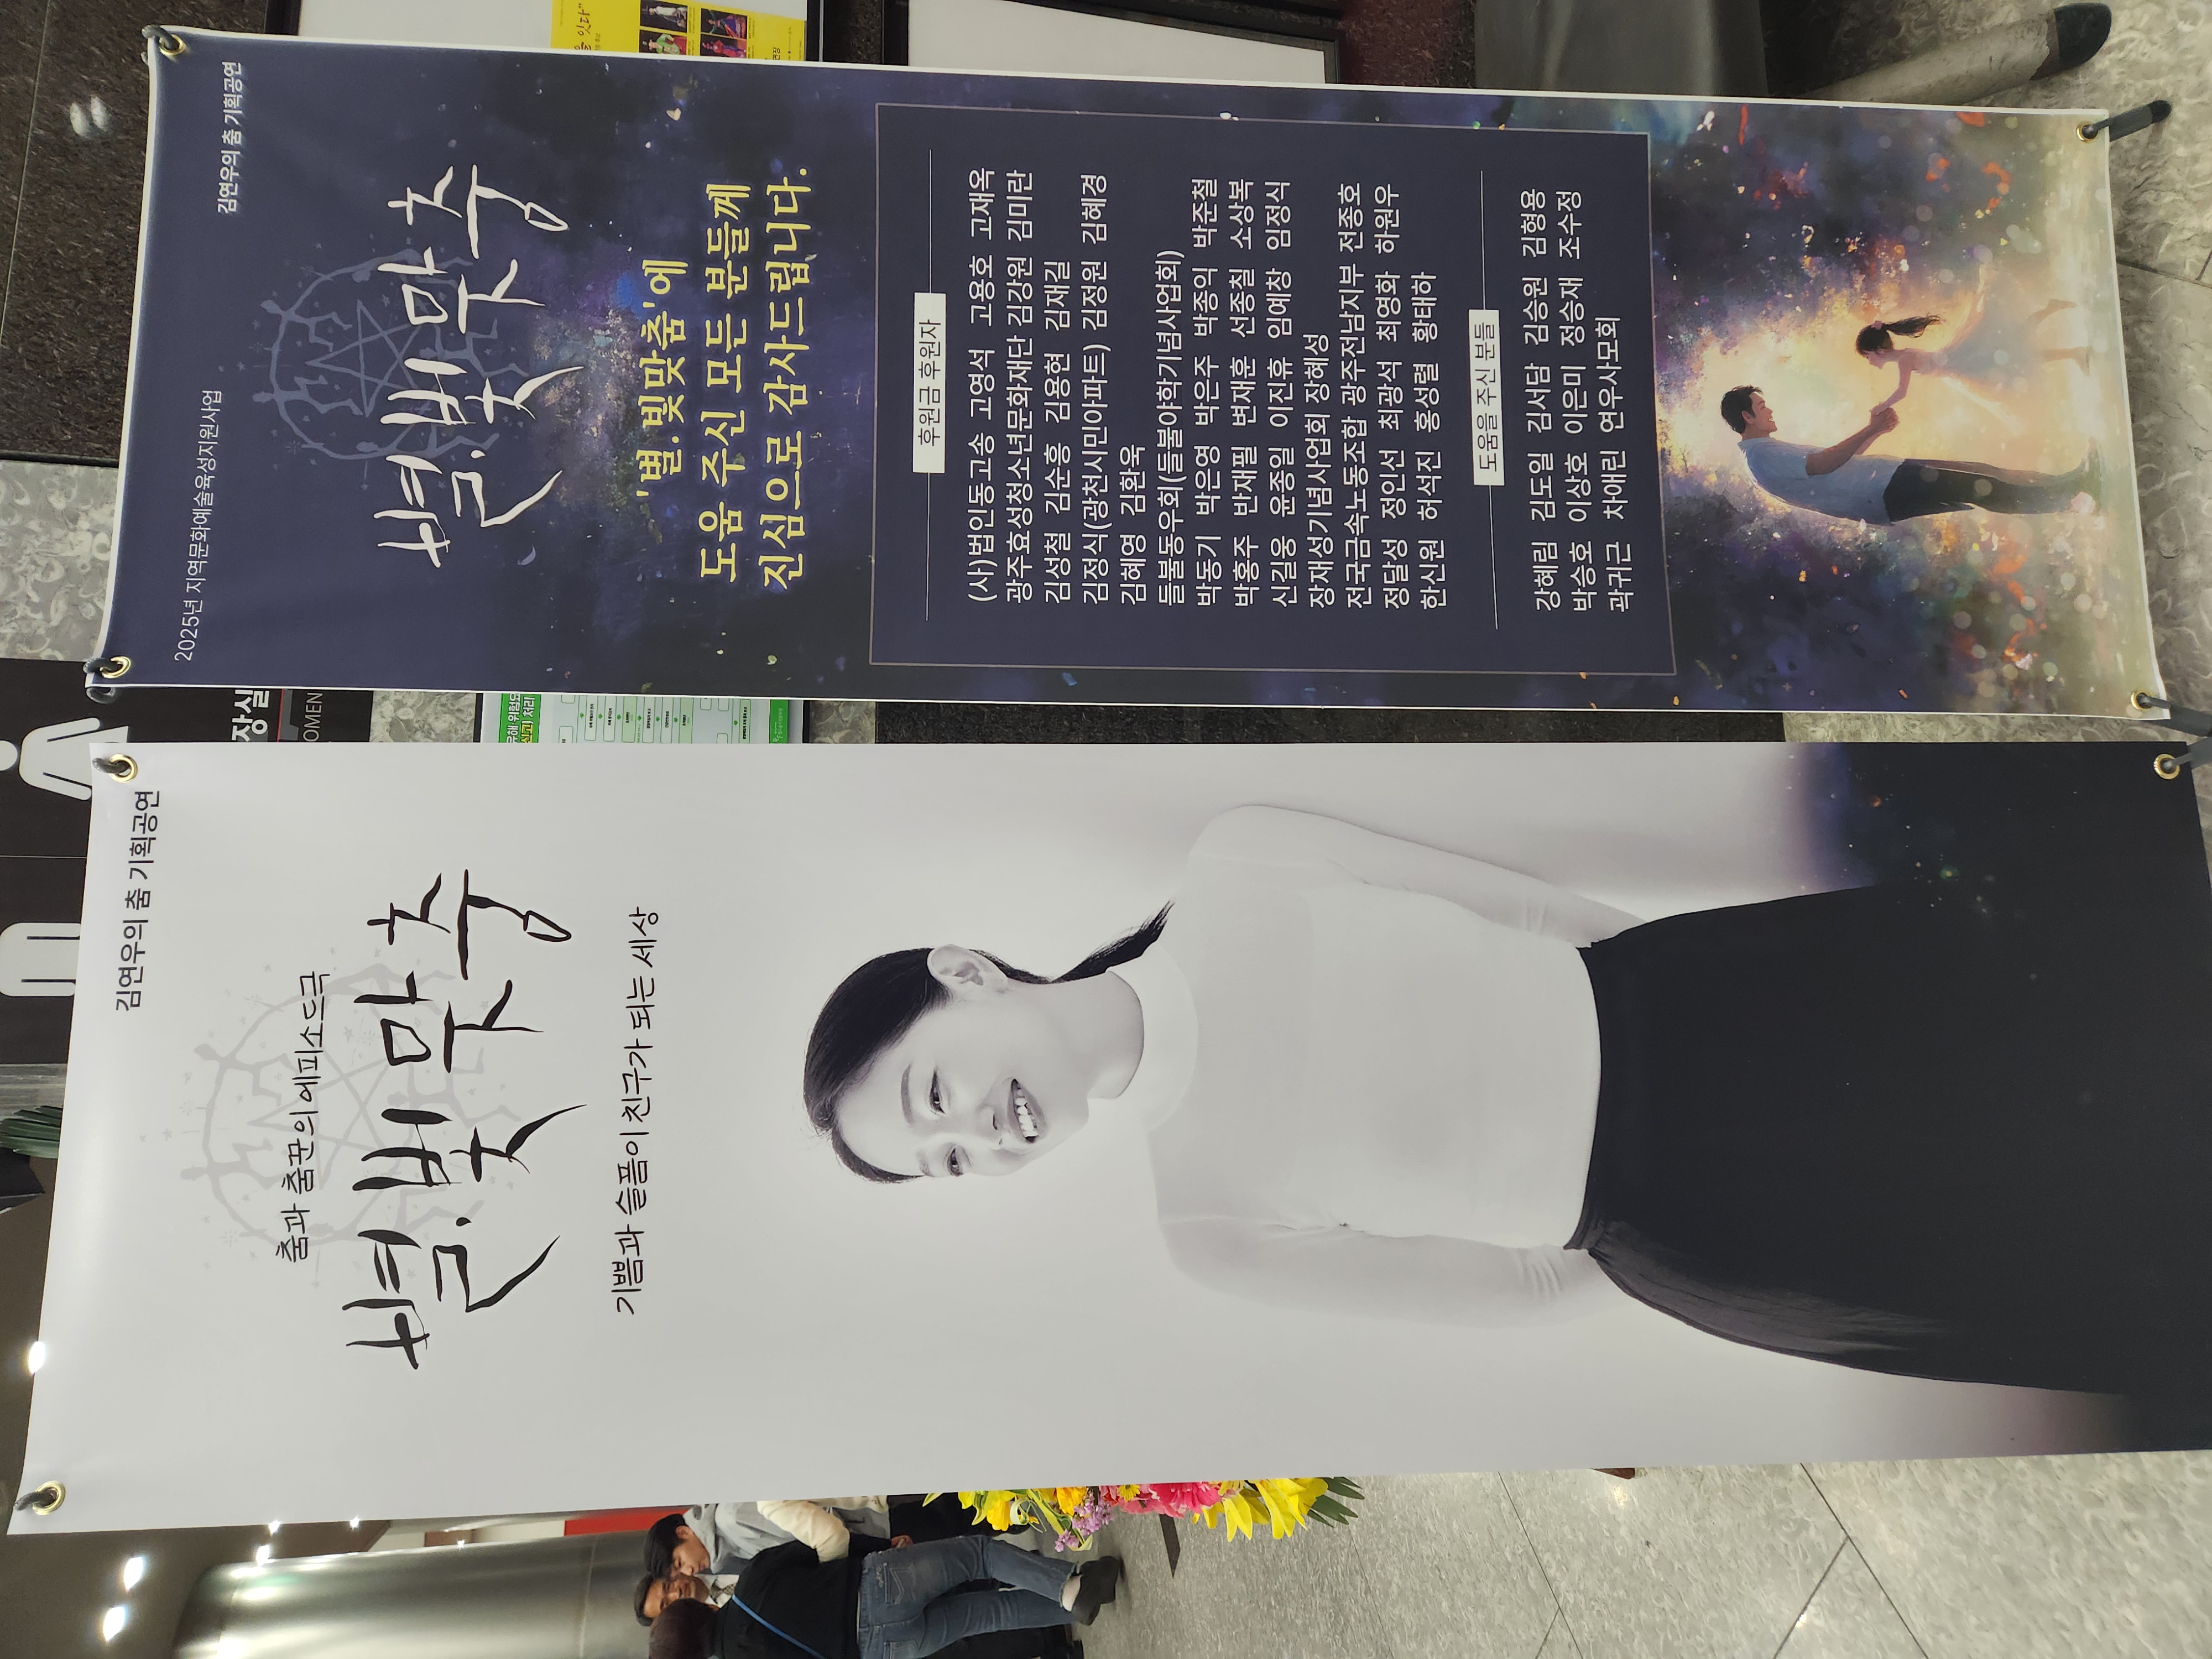 김연우의 춤 기획공연
춤과 춤꾼의 에피소드극
별.빛맞춤
기쁨과 슬픔이 친구가 되는 세상
2025년 지역문화예술육성지원사업
김연우의 춤 기획공연
별.빛맞춤
'별.빛맞춤'에
도움 주신 모든 분들께
진심으로 감사드립니다.
후원금 후원자
(사)법인동고송 고영석 고용호 고재옥
광주효성청소년문화재단 김강원 김미란
김성철 김순흥 김용현 김재길
김정식(광천시민아파트) 김정원 김혜경
김혜영 김환욱
들불동우회(들불야학기념사업회)
박동기 박은영 박은주 박종익 박준철
박홍주 반재필 변재훈 선종칠 소상복
신길웅 윤종일 이진휴 임예창 임정식
장재성기념사업회 장혜성
전국금속노동조합 광주전남지부 전종호
정달성 정인선 최광석 최영화 하원우
한신원 허석진 홍성렬 황태하
도움을 주신 분들
강혜림 김도일 김서담 김승원 김형용
박승호 이상호 이은미 정승재 조수정
곽귀근 차애린 연우사모회
장실
OMEN
을 잇다"